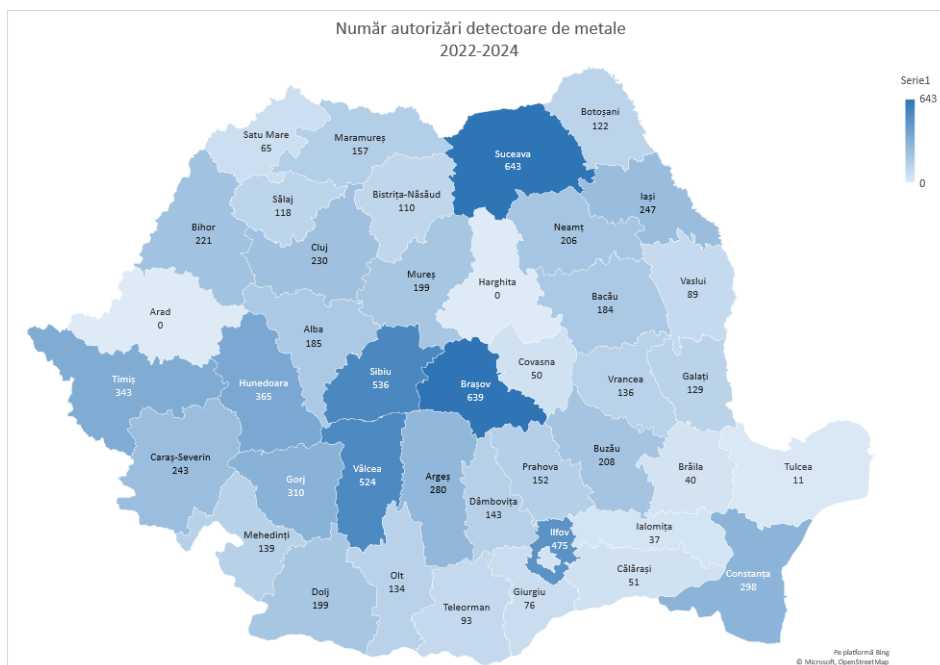 Număr autorizări detectoare de metale
2022-2024
Serie1
643
0
Botoșani
122
Satu Mare
65
Maramureș
157
Suceava
643
Iași
247
Sălaj
118
Bistrița-Năsăud
110
Bihor
221
Cluj
230
Neamț
206
Mureș
199
Harghita
0
Vaslui
89
Bacău
184
Arad
0
Alba
185
Covasna
50
Sibiu
536
Brașov
639
Timiș
343
Hunedoara
365
Vrancea
136
Galați
129
Caraș-Severin
243
Gorj
310
Vâlcea
524
Argeș
280
Prahova
152
Buzău
208
Brăila
40
Tulcea
11
Dâmbovița
143
Mehedinți
139
Ilfov
475
Ialomița
37
Călărași
51
Constanța
298
Dolj
199
Olt
134
Teleorman
93
Giurgiu
76
Pe platformă Bing
© Microsoft, OpenStreetMap